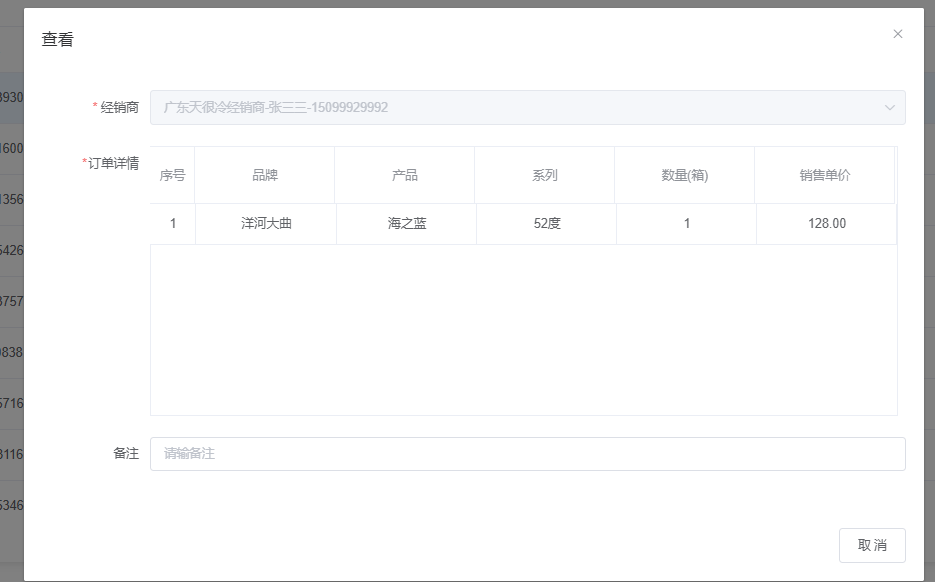 查看
8930
*经销商 广东天很冷经销商-张三三-15099929992
1600
*订单详情
序号 品牌 产品 系列 数量(箱) 销售单价
1356
1 洋河大曲 海之蓝 52度 1 128.00
5426
8757
0838
5716
3116
备注 请输备注
5346
取 消